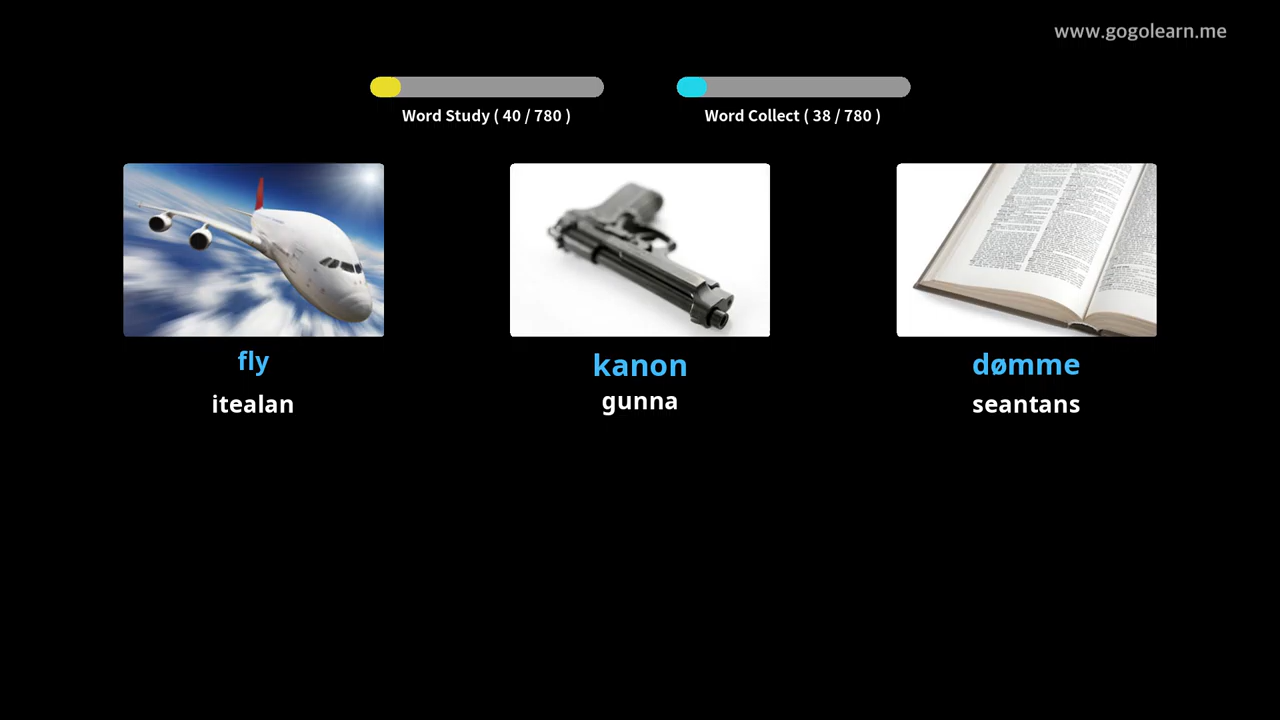 www.gogolearn.me
Word Study ( 40 / 780 )
Word Collect ( 38 / 780 )
fly
itealan
kanon
gunna
dømme
seantans